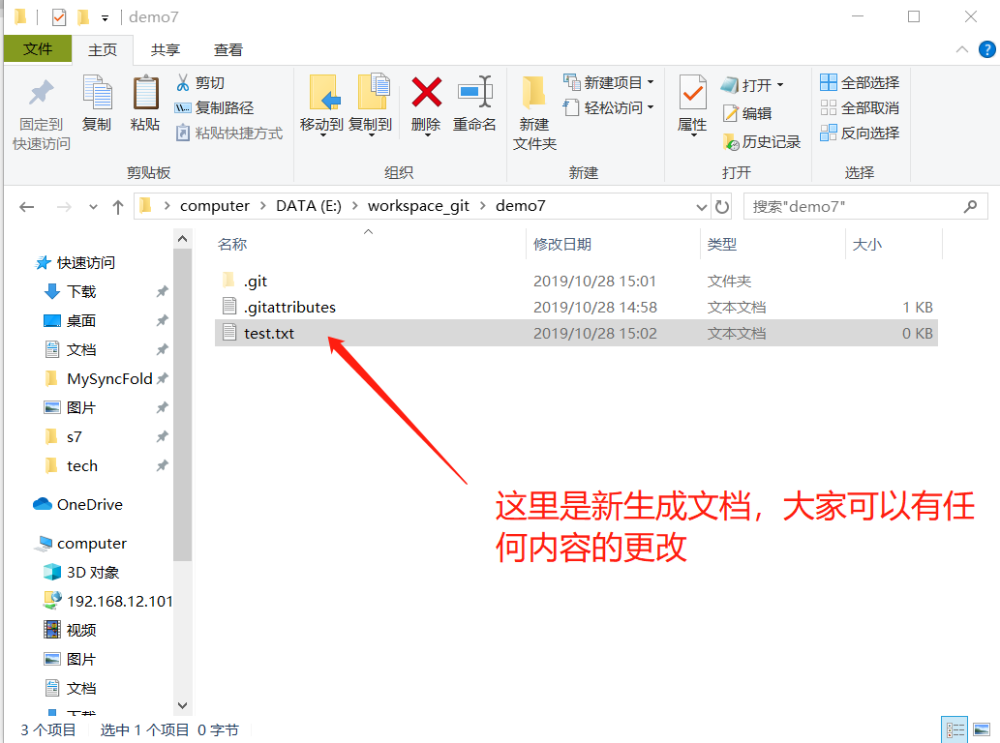 demo7
文件 主页 共享 查看
固定到
快速访问
复制
粘贴
剪切
复制路径
粘贴快捷方式
剪贴板
移动到
复制到
删除
重命名
组织
新建
文件夹
新建项目
轻松访问
新建
属性
打开
编辑
历史记录
打开
全部选择
全部取消
反向选择
选择
computer DATA (E:) workspace_git demo7
搜索"demo7"
名称 修改日期 类型 大小
.git 2019/10/28 15:01 文件夹
.gitattributes 2019/10/28 14:58 文本文档 1 KB
test.txt 2019/10/28 15:02 文本文档 0 KB
快速访问
下载
桌面
文档
MySyncFold
图片
s7
tech
OneDrive
computer
3D 对象
192.168.12.101
视频
图片
文档
下载
这里是新生成文档，大家可以有任
何内容的更改
3 个项目 选中 1 个项目 0 字节